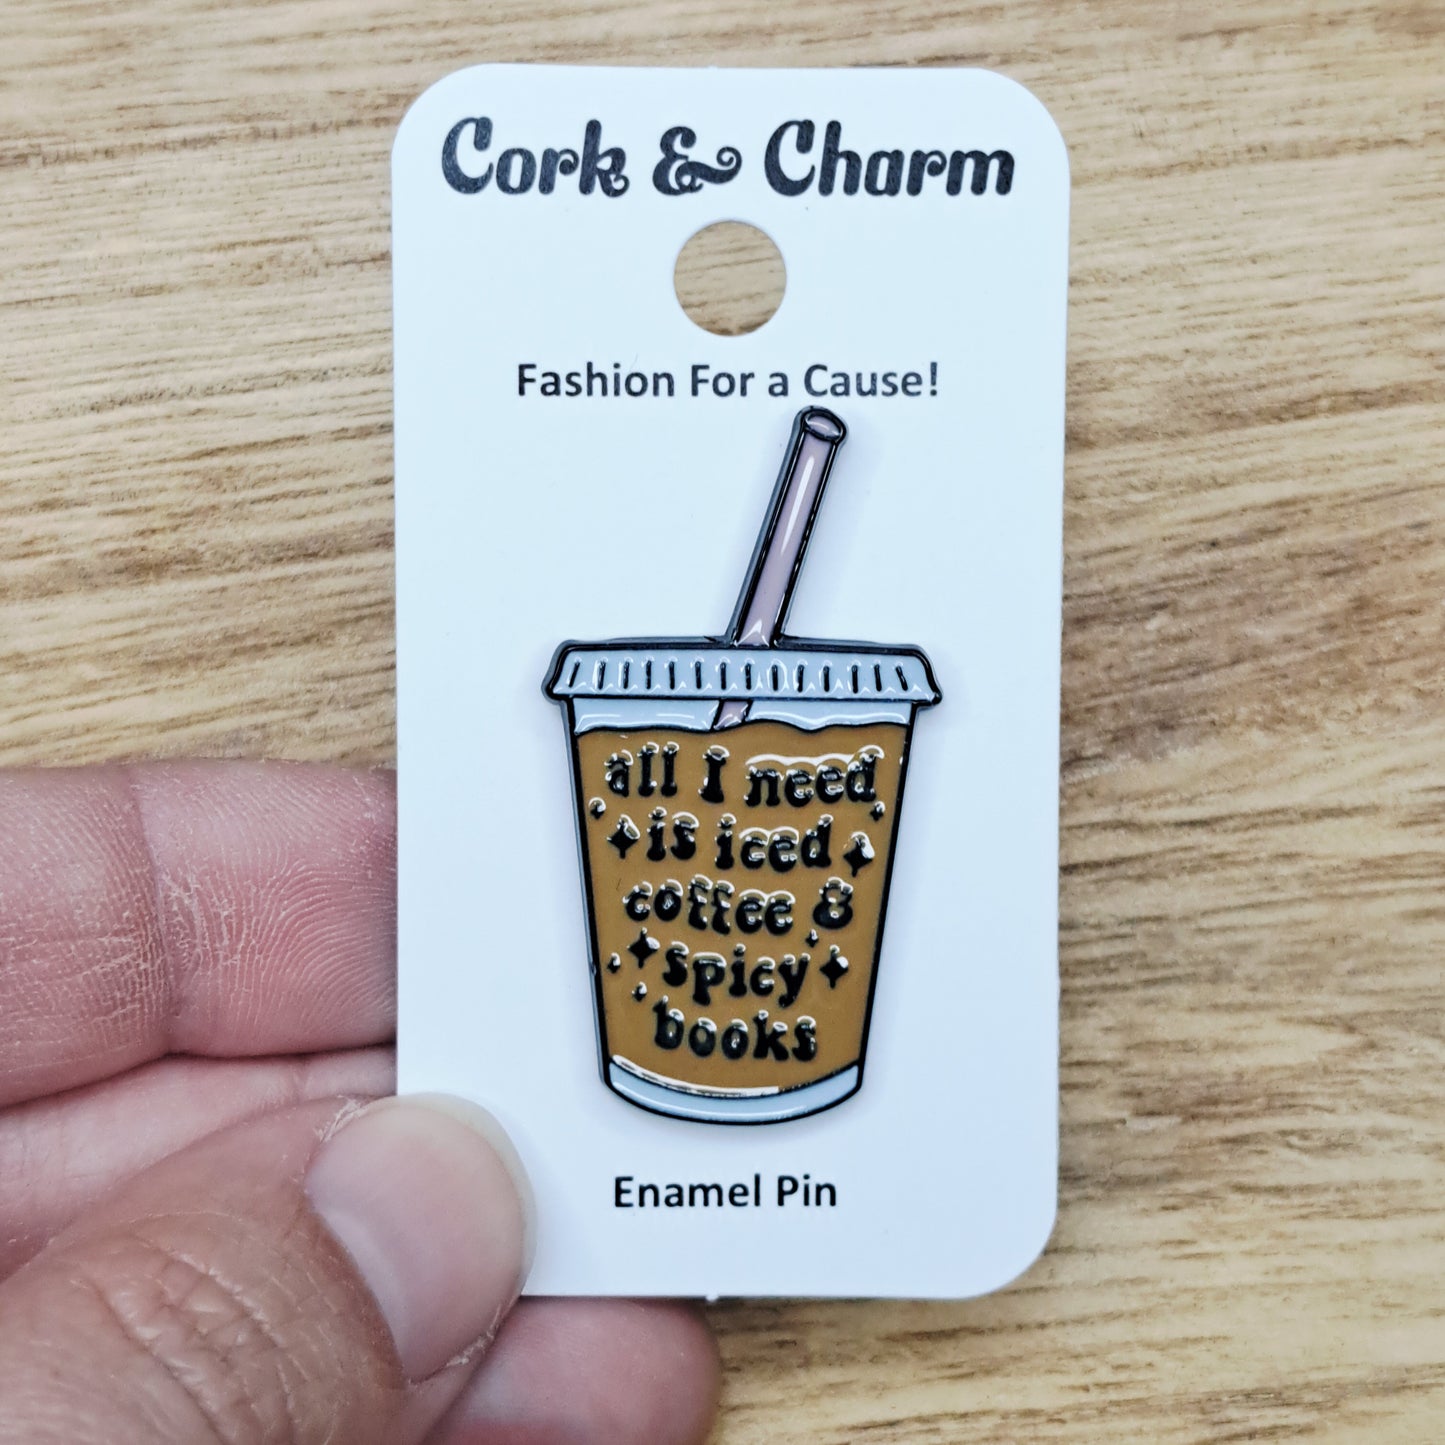 Cork & Charm
Fashion For a Cause!
all I need
is iced
coffee &
spicy
books
Enamel Pin